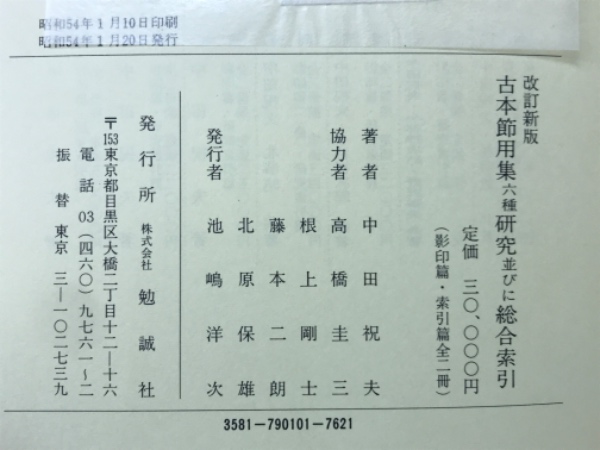 昭和54年1月10日印刷
昭和54年1月20日発行
改訂新版
古本節用集六種研究並びに総合索引
定価 三〇、〇〇〇円
(影印篇・索引篇全二冊)
著者 中田祝夫
協力者 高橋圭三
根上剛士
藤本二朗
北原保雄
発行者 池嶋洋次
発行所 株式会社 勉誠社
〒153東京都目黒区大橋二丁目十二―十六
電話 03(四六〇)九七六一〜二
振替 東京 三―一〇二七三九
3581―790101―7621